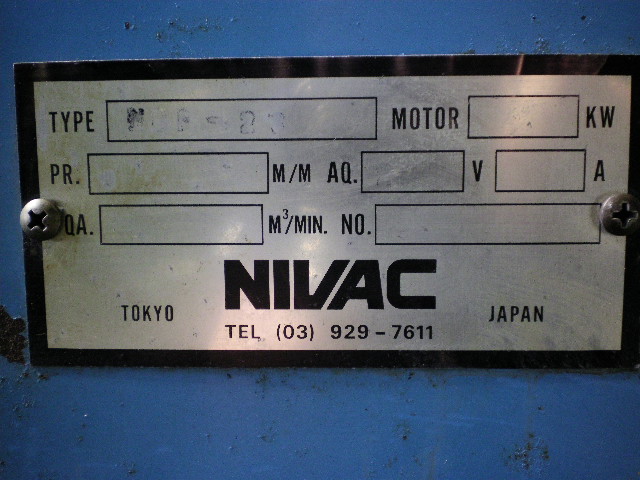 TYPE MOTOR KW
PR. M/M AQ. V A
QA. M³/MIN. NO.
NIVAC
TOKYO JAPAN
TEL (03) 929-7611